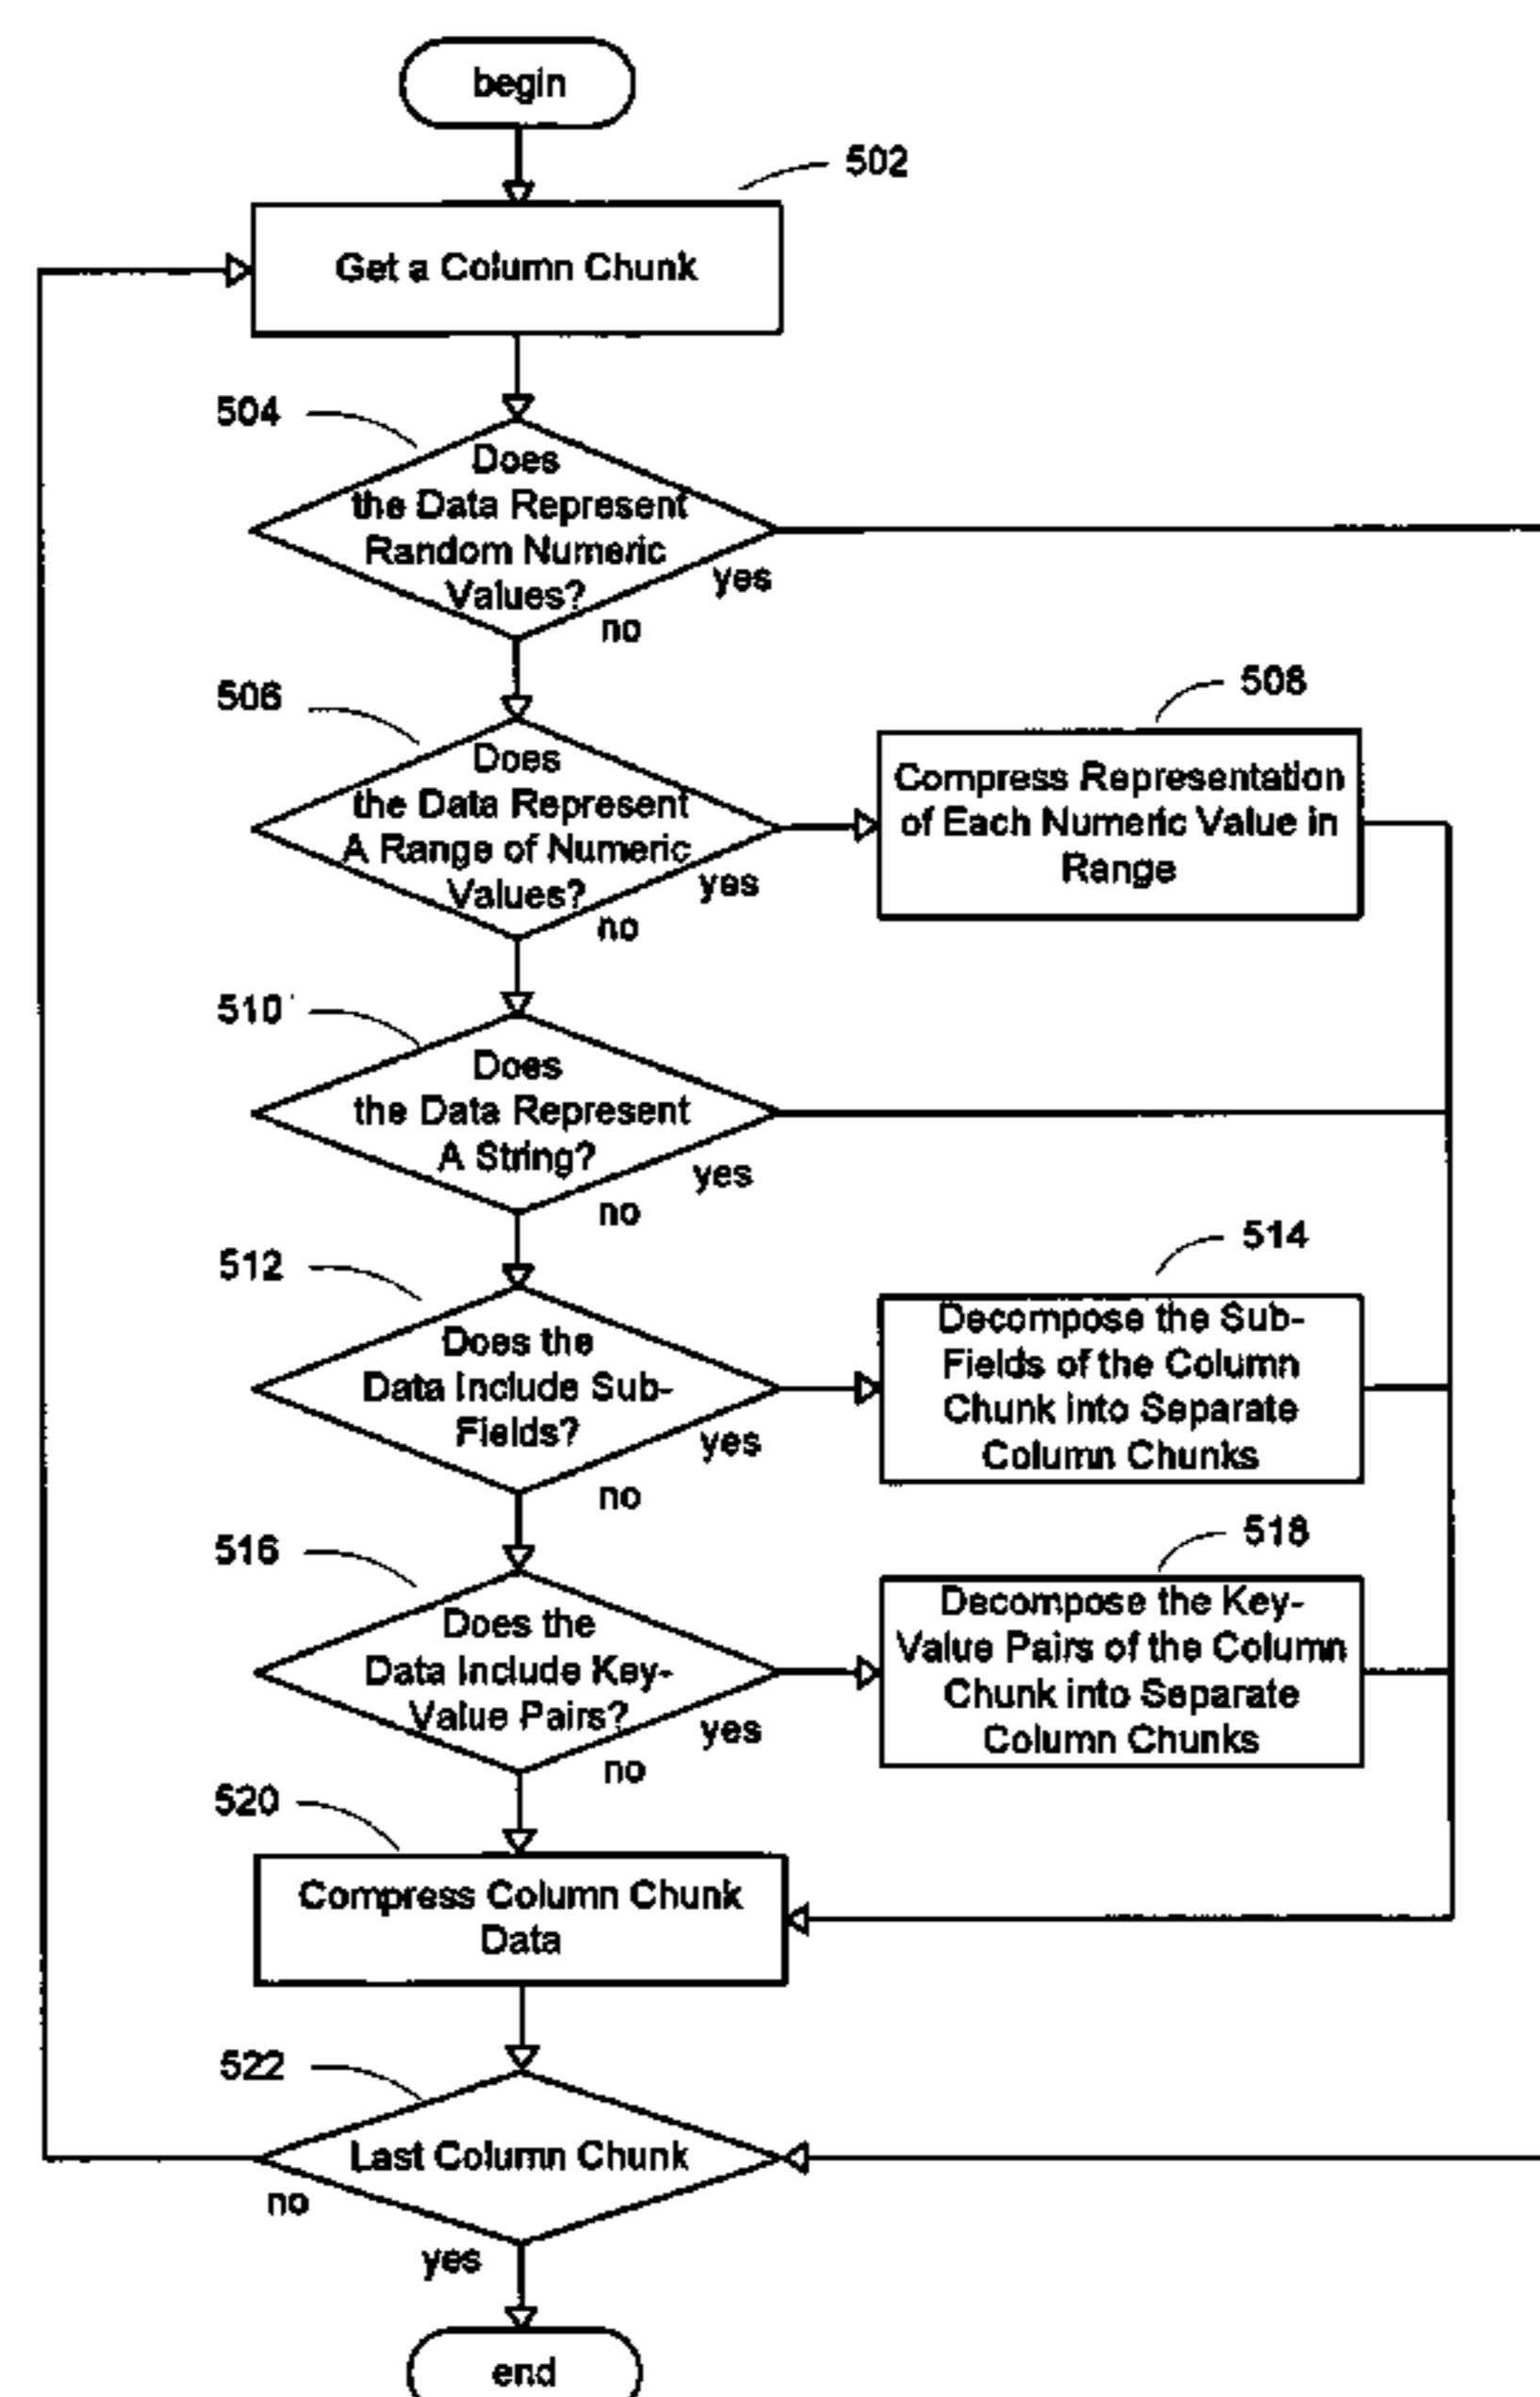 begin
502
Get a Column Chunk
504
Does
the Data Represent
Random Numeric
Values?
yes
no
506
Does
the Data Represent
A Range of Numeric
Values?
yes
no
508
Compress Representation
of Each Numeric Value in
Range
510
Does
the Data Represent
A String?
yes
no
512
Does the
Data Include Sub-
Fields?
yes
no
514
Decompose the Sub-
Fields of the Column
Chunk into Separate
Column Chunks
516
Does the
Data Include Key-
Value Pairs?
yes
no
518
Decompose the Key-
Value Pairs of the Column
Chunk into Separate
Column Chunks
520
Compress Column Chunk
Data
522
Last Column Chunk
no
yes
end